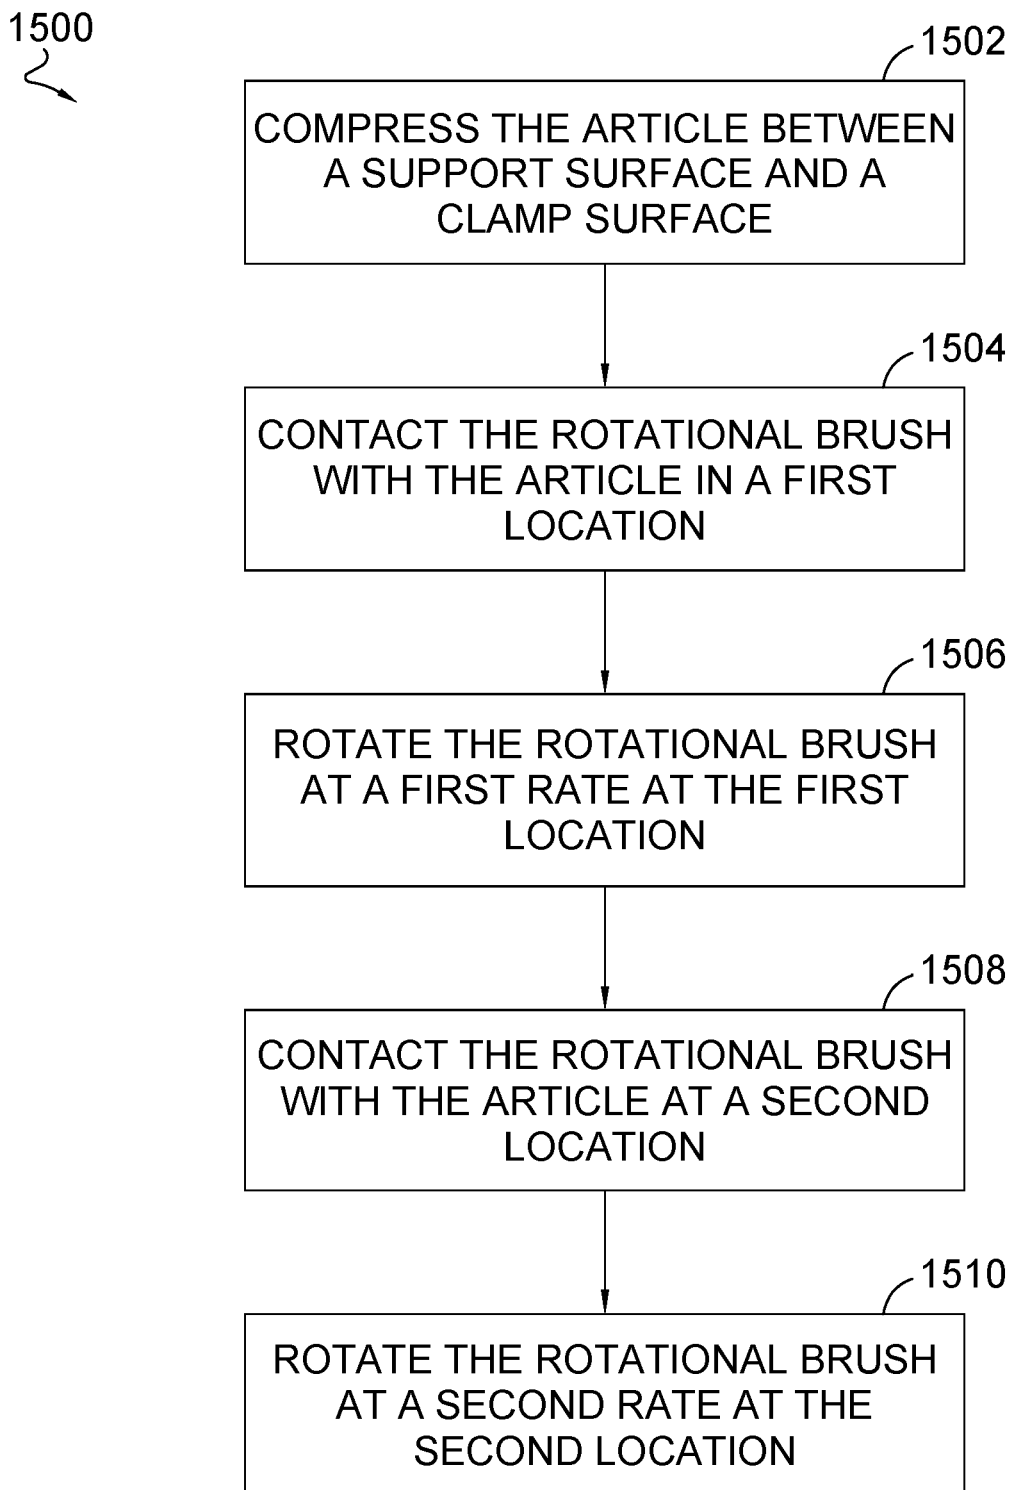 1500
1502
COMPRESS THE ARTICLE BETWEEN
A SUPPORT SURFACE AND A
CLAMP SURFACE
1504
CONTACT THE ROTATIONAL BRUSH
WITH THE ARTICLE IN A FIRST
LOCATION
1506
ROTATE THE ROTATIONAL BRUSH
AT A FIRST RATE AT THE FIRST
LOCATION
1508
CONTACT THE ROTATIONAL BRUSH
WITH THE ARTICLE AT A SECOND
LOCATION
1510
ROTATE THE ROTATIONAL BRUSH
AT A SECOND RATE AT THE
SECOND LOCATION